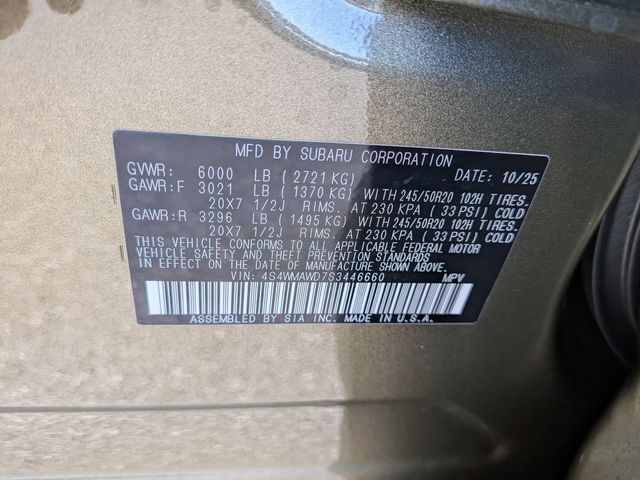 MFD BY SUBARU CORPORATION DATE: 10/25
GVWR: 6000 LB ( 2721 KG)
GAWR:F 3021 LB ( 1370 KG) WITH 245/50R20 102H TIRES.
20X7 1/2J RIMS. AT 230 KPA ( 33 PSI) COLD
GAWR:R 3296 LB ( 1495 KG) WITH 245/50R20 102H TIRES.
20X7 1/2J RIMS. AT 230 KPA ( 33 PSI) COLD
THIS VEHICLE CONFORMS TO ALL APPLICABLE FEDERAL MOTOR
VEHICLE SAFETY AND THEFT PREVENTION STANDARDS
IN EFFECT ON THE DATE OF MANUFACTURE SHOWN ABOVE.
VIN: 4S4WMAWD7S3446660 MPV
ASSEMBLED BY SIA INC. MADE IN U.S.A.